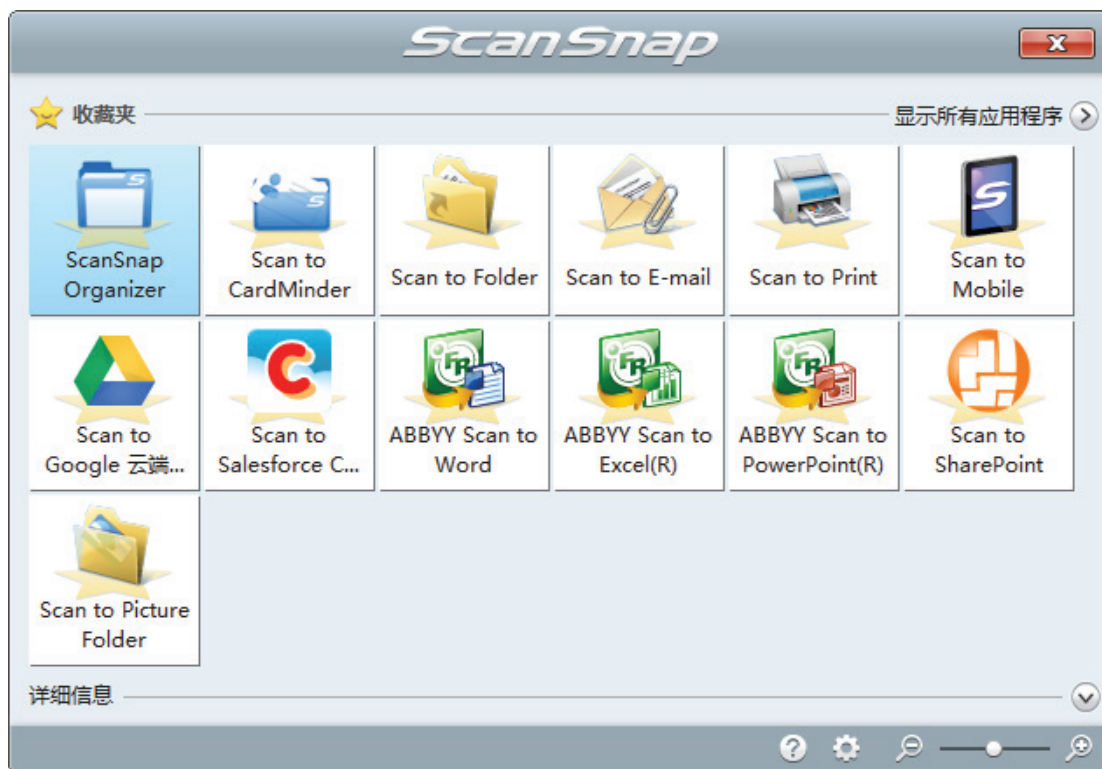 ScanSnap
收藏夹
显示所有应用程序
ScanSnap
Organizer
Scan to
CardMinder
Scan to Folder
Scan to E-mail
Scan to Print
Scan to
Mobile
Scan to
Google 云端...
Scan to
Salesforce C...
ABBYY Scan to
Word
ABBYY Scan to
Excel(R)
ABBYY Scan to
PowerPoint(R)
Scan to
SharePoint
Scan to Picture
Folder
详细信息